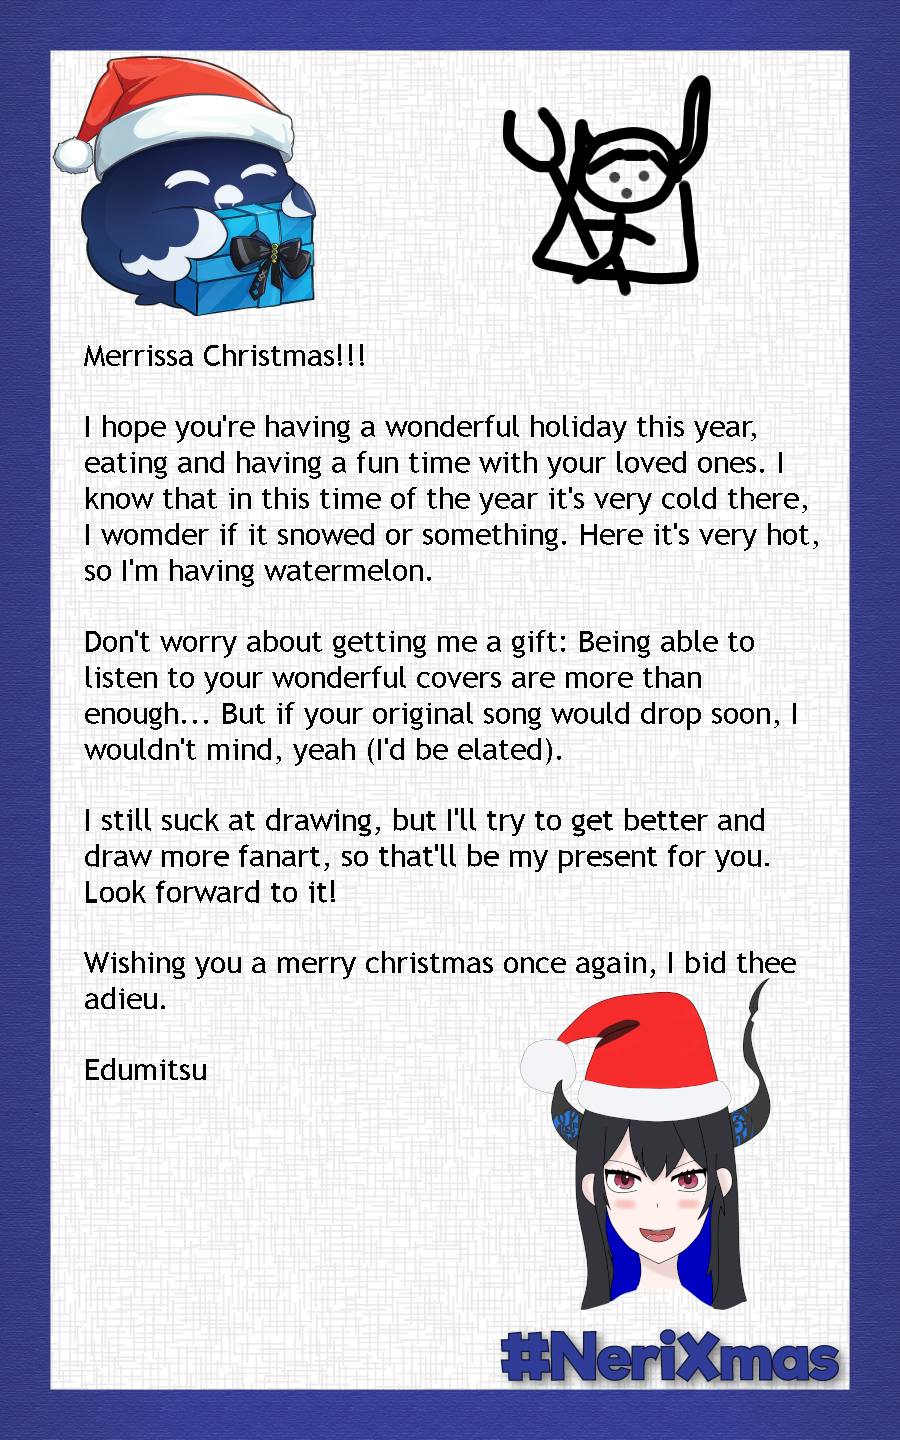 Merrissa Christmas!!!
I hope you're having a wonderful holiday this year,
eating and having a fun time with your loved ones. I
know that in this time of the year it's very cold there,
I womder if it snowed or something. Here it's very hot,
so I'm having watermelon.
Don't worry about getting me a gift: Being able to
listen to your wonderful covers are more than
enough... But if your original song would drop soon, I
wouldn't mind, yeah (I'd be elated).
I still suck at drawing, but I'll try to get better and
draw more fanart, so that'll be my present for you.
Look forward to it!
Wishing you a merry christmas once again, I bid thee
adieu.
Edumitsu
#NeriXmas